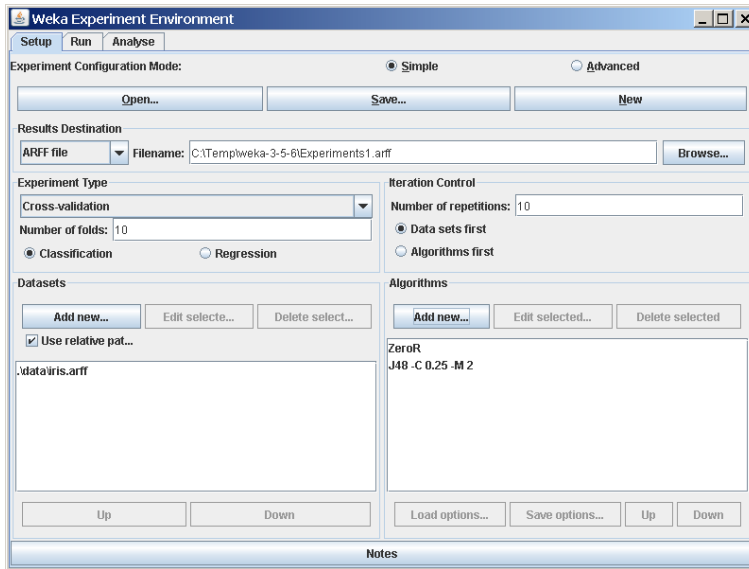 Weka Experiment Environment
Setup Run Analyse
Experiment Configuration Mode: Simple Advanced
Open... Save... New
Results Destination
ARFF file Filename: C:\Temp\weka-3-5-6\Experiments1.arff Browse...
Experiment Type
Cross-validation
Number of folds: 10
Classification Regression
Iteration Control
Number of repetitions: 10
Data sets first
Algorithms first
Datasets
Add new... Edit selecte... Delete select...
Use relative pat...
.\data\iris.arff
Up Down
Algorithms
Add new... Edit selected... Delete selected
ZeroR
J48 -C 0.25 -M 2
Load options... Save options... Up Down
Notes